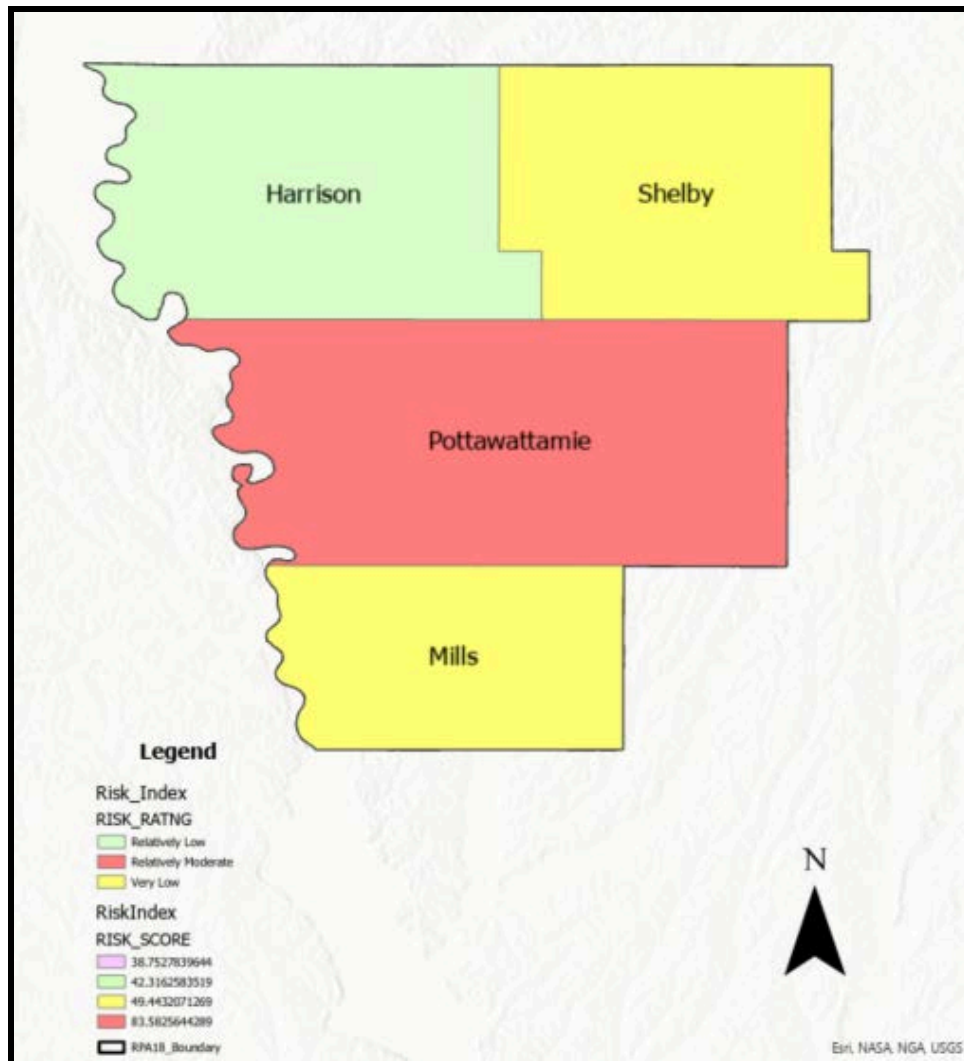 Harrison
Shelby
Pottawattamie
Mills
Legend
Risk_Index
RISK_RATNG
Relatively Low
Relatively Moderate
Very Low
RiskIndex
RISK_SCORE
38.7527839644
42.3162583519
49.4432071269
83.5825644289
RPA18_Boundary
N
Esri, NASA, NGA, USGS